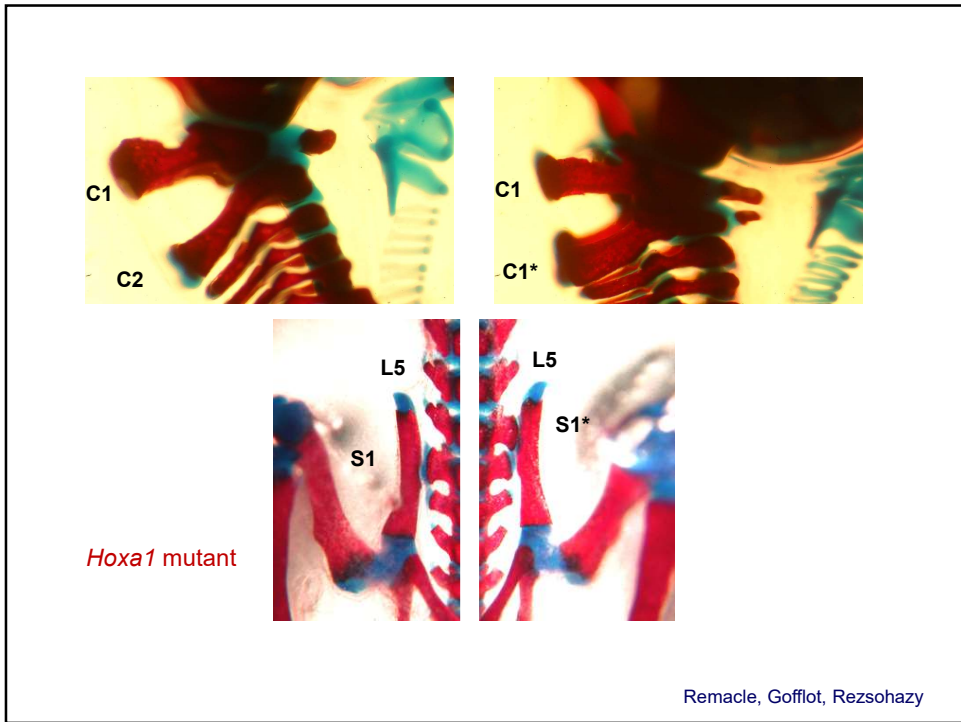 C1
C2
C1
C1*
L5
S1
L5
S1*
Hoxa1 mutant
Remacle, Gofflot, Rezsohazy